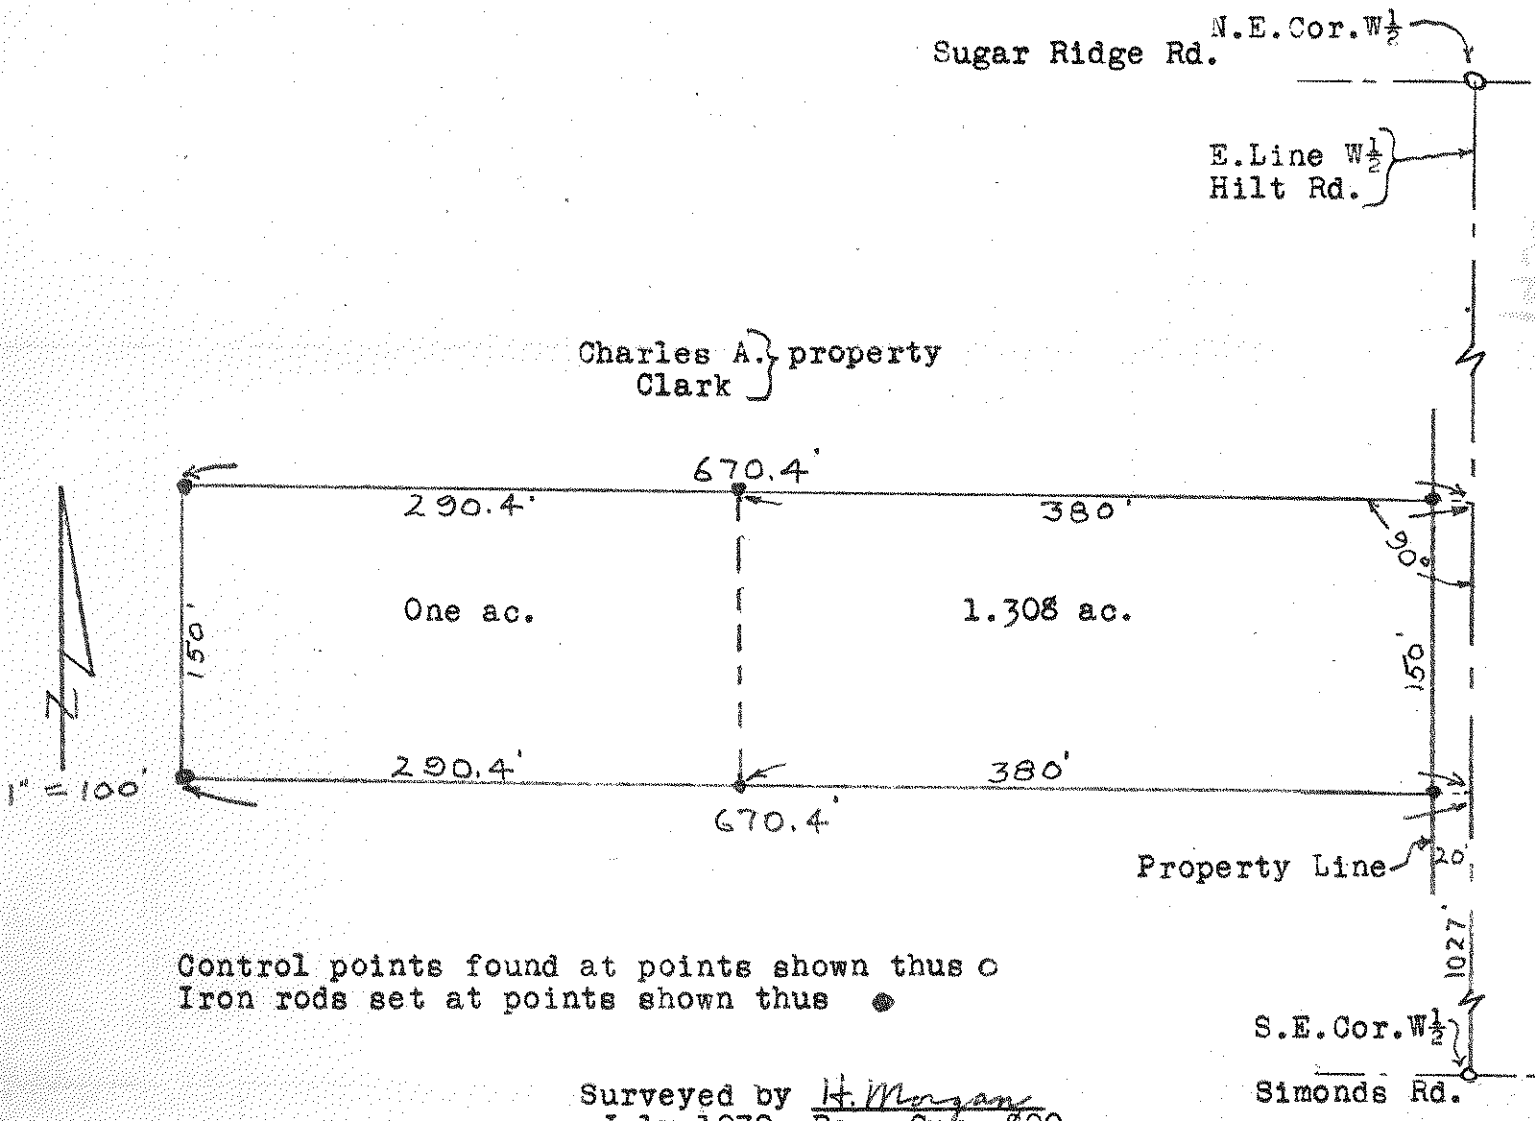 N.E.Cor.W½
Sugar Ridge Rd.
E.Line W½
Hilt Rd.
Charles A. } property
Clark
670.4'
290.4'
380'
90°
One ac.
1.308 ac.
150'
150'
N
290.4'
380'
1" = 100'
670.4'
Property Line
20'
1027'
Control points found at points shown thus o
Iron rods set at points shown thus ●
S.E.Cor.W½
Surveyed by H. Morgan
Simonds Rd.